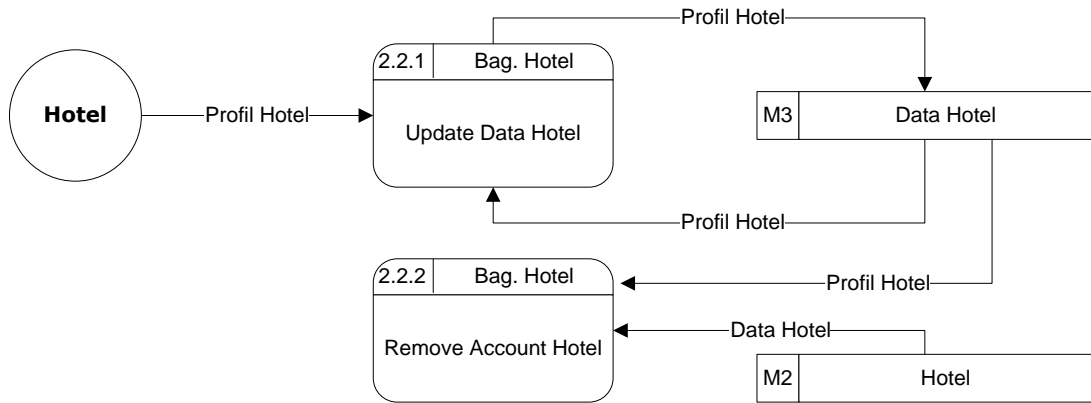 Profil Hotel
2.2.1
Bag. Hotel
Hotel
Profil Hotel
Update Data Hotel
M3
Data Hotel
Profil Hotel
2.2.2
Bag. Hotel
Profil Hotel
Data Hotel
Remove Account Hotel
M2
Hotel